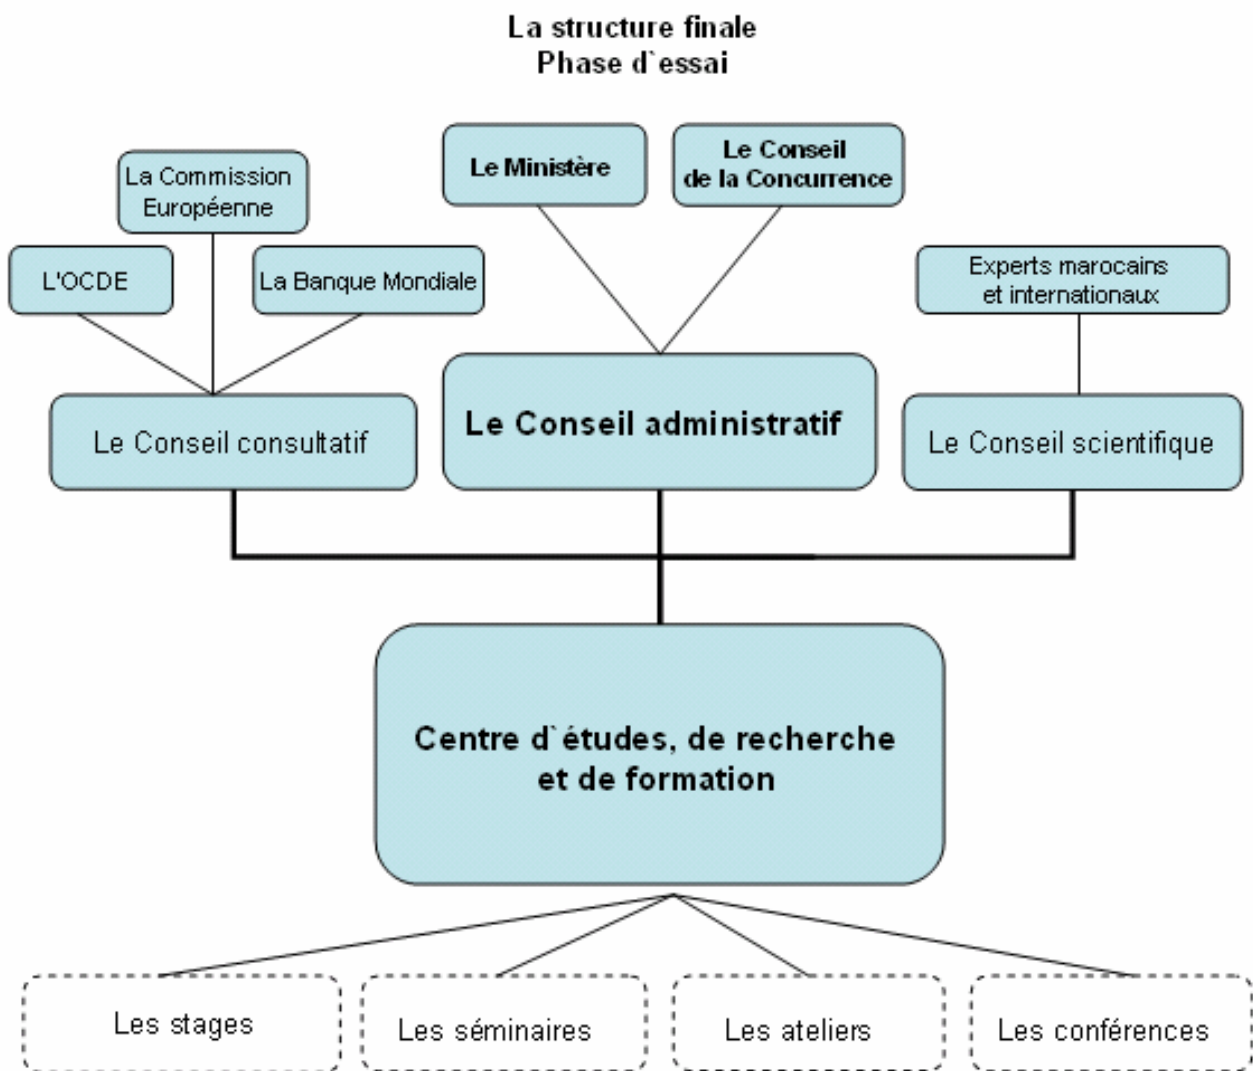 La structure finale
Phase d`essai
Le Ministère
Le Conseil
de la Concurrence
La Commission
Européenne
L'OCDE
La Banque Mondiale
Experts marocains
et internationaux
Le Conseil consultatif
Le Conseil administratif
Le Conseil scientifique
Centre d`études, de recherche
et de formation
Les stages
Les séminaires
Les ateliers
Les conférences